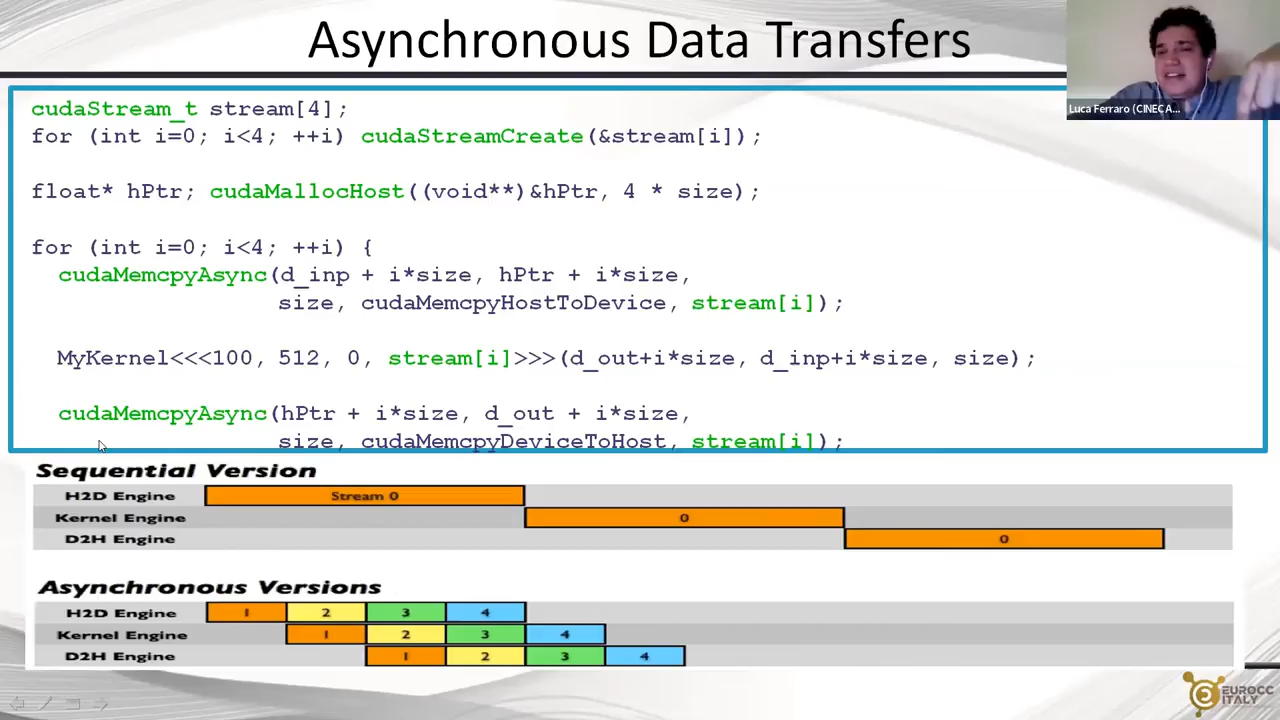 Asynchronous Data Transfers
Luca Ferraro (CINECA...
cudaStream_t stream[4];
for (int i=0; i<4; ++i) cudaStreamCreate(&stream[i]);
float* hPtr; cudaMallocHost((void**)&hPtr, 4 * size);
for (int i=0; i<4; ++i) {
cudaMemcpyAsync(d_inp + i*size, hPtr + i*size,
size, cudaMemcpyHostToDevice, stream[i]);
MyKernel<<<100, 512, 0, stream[i]>>>(d_out+i*size, d_inp+i*size, size);
cudaMemcpyAsync(hPtr + i*size, d_out + i*size,
size, cudaMemcpyDeviceToHost, stream[i]);
Sequential Version
H2D Engine Stream 0
Kernel Engine 0
D2H Engine 0
Asynchronous Versions
H2D Engine 1 2 3 4
Kernel Engine 1 2 3 4
D2H Engine 1 2 3 4
EUROCC
ITALY